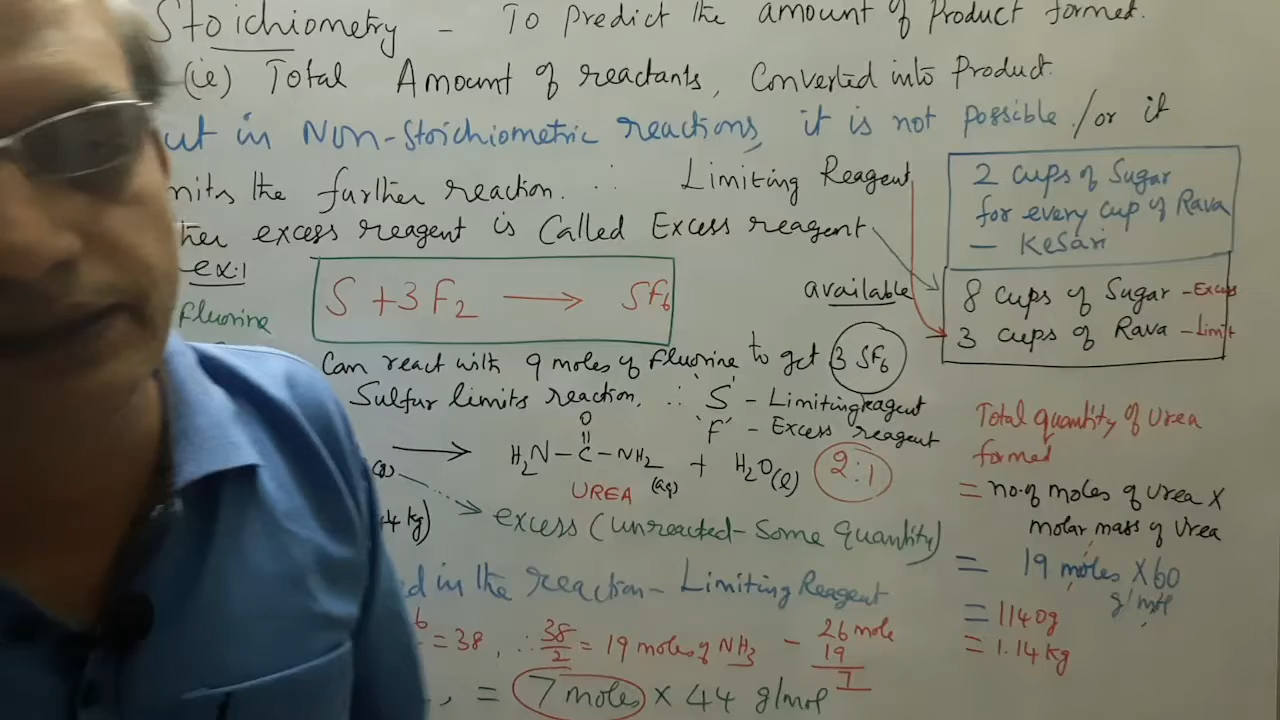 Stoichiometry - To predict the amount of Product formed.
(ie) Total Amount of reactants, Converted into Product.
ut in Non-Stoichiometric reactions, it is not possible. /or it
mits the further reaction. ∴ Limiting Reagent
ther excess reagent is Called Excess reagent
2 cups of Sugar
for every cup of Rava
- Kesari
available
8 cups of Sugar - Excess
3 cups of Rava - Limit
ex:1
Fluorine
S + 3F2 ⟶ SF6
Can react with 9 moles of Fluorine to get 3 SF6
Sulfur limits reaction, ∴ 'S' - Limiting reagent
'F' - Excess reagent
O
(g) ⟶ H2N - C - NH2 (aq) + H2O(l) 2:1
UREA
4 kg) excess (unreacted - Some quantity)
d in the reaction - Limiting Reagent
6 = 38, ∴ 38/2 = 19 moles of NH3 - 26 mole
19
7
, = 7 moles × 44 g/mol
Total quantity of Urea
formed
= no. of moles of urea ×
molar mass of Urea
= 19 moles × 60
g/mol
= 1140g
= 1.14 kg